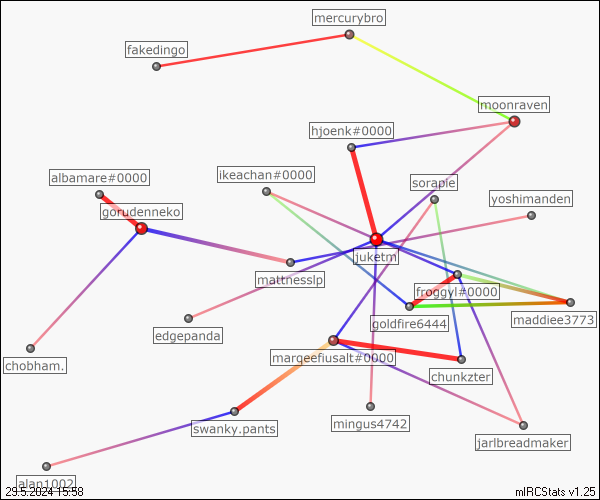 mercurybro
fakedingo
moonraven
hjoenk#0000
albamare#0000
ikeachan#0000
sorapie
yoshimanden
gorudenneko
juketm
mattnesslp
froggyl#0000
goldfire6444
maddiee3773
edgepanda
margefiusalt#0000
chobham.
chunkzter
swanky.pants
mingus4742
jarlbreadmaker
alan1002
29.5.2024 15:58
mIRCStats v1.25